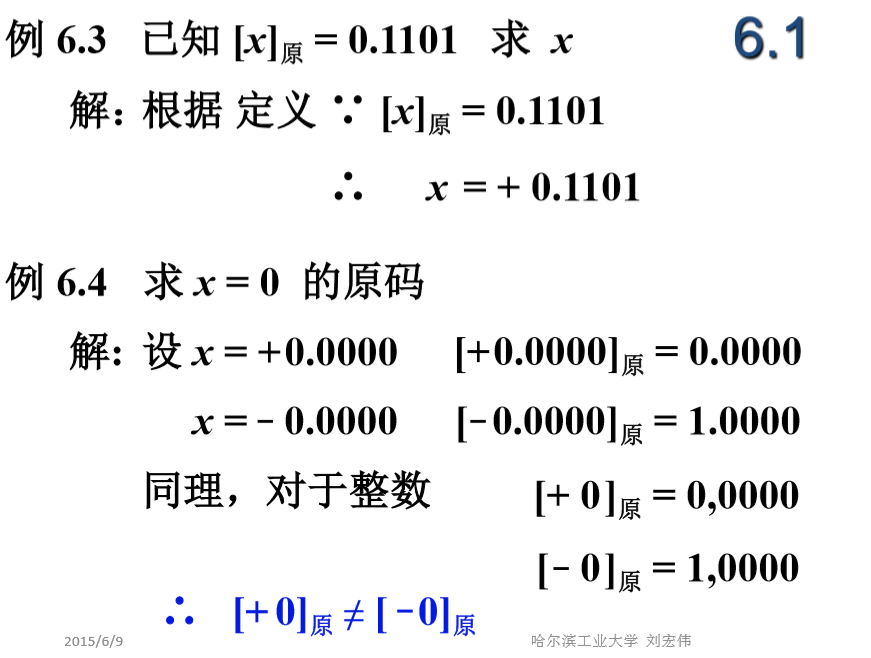 例 6.3 已知 [x]原 = 0.1101 求 x 6.1
解: 根据 定义 ∵ [x]原 = 0.1101
∴ x = + 0.1101
例 6.4 求 x = 0 的原码
解: 设 x = +0.0000 [+0.0000]原 = 0.0000
x = - 0.0000 [- 0.0000]原 = 1.0000
同理，对于整数 [+ 0]原 = 0,0000
[- 0]原 = 1,0000
∴ [+ 0]原 ≠ [ -0]原
2015/6/9 哈尔滨工业大学 刘宏伟